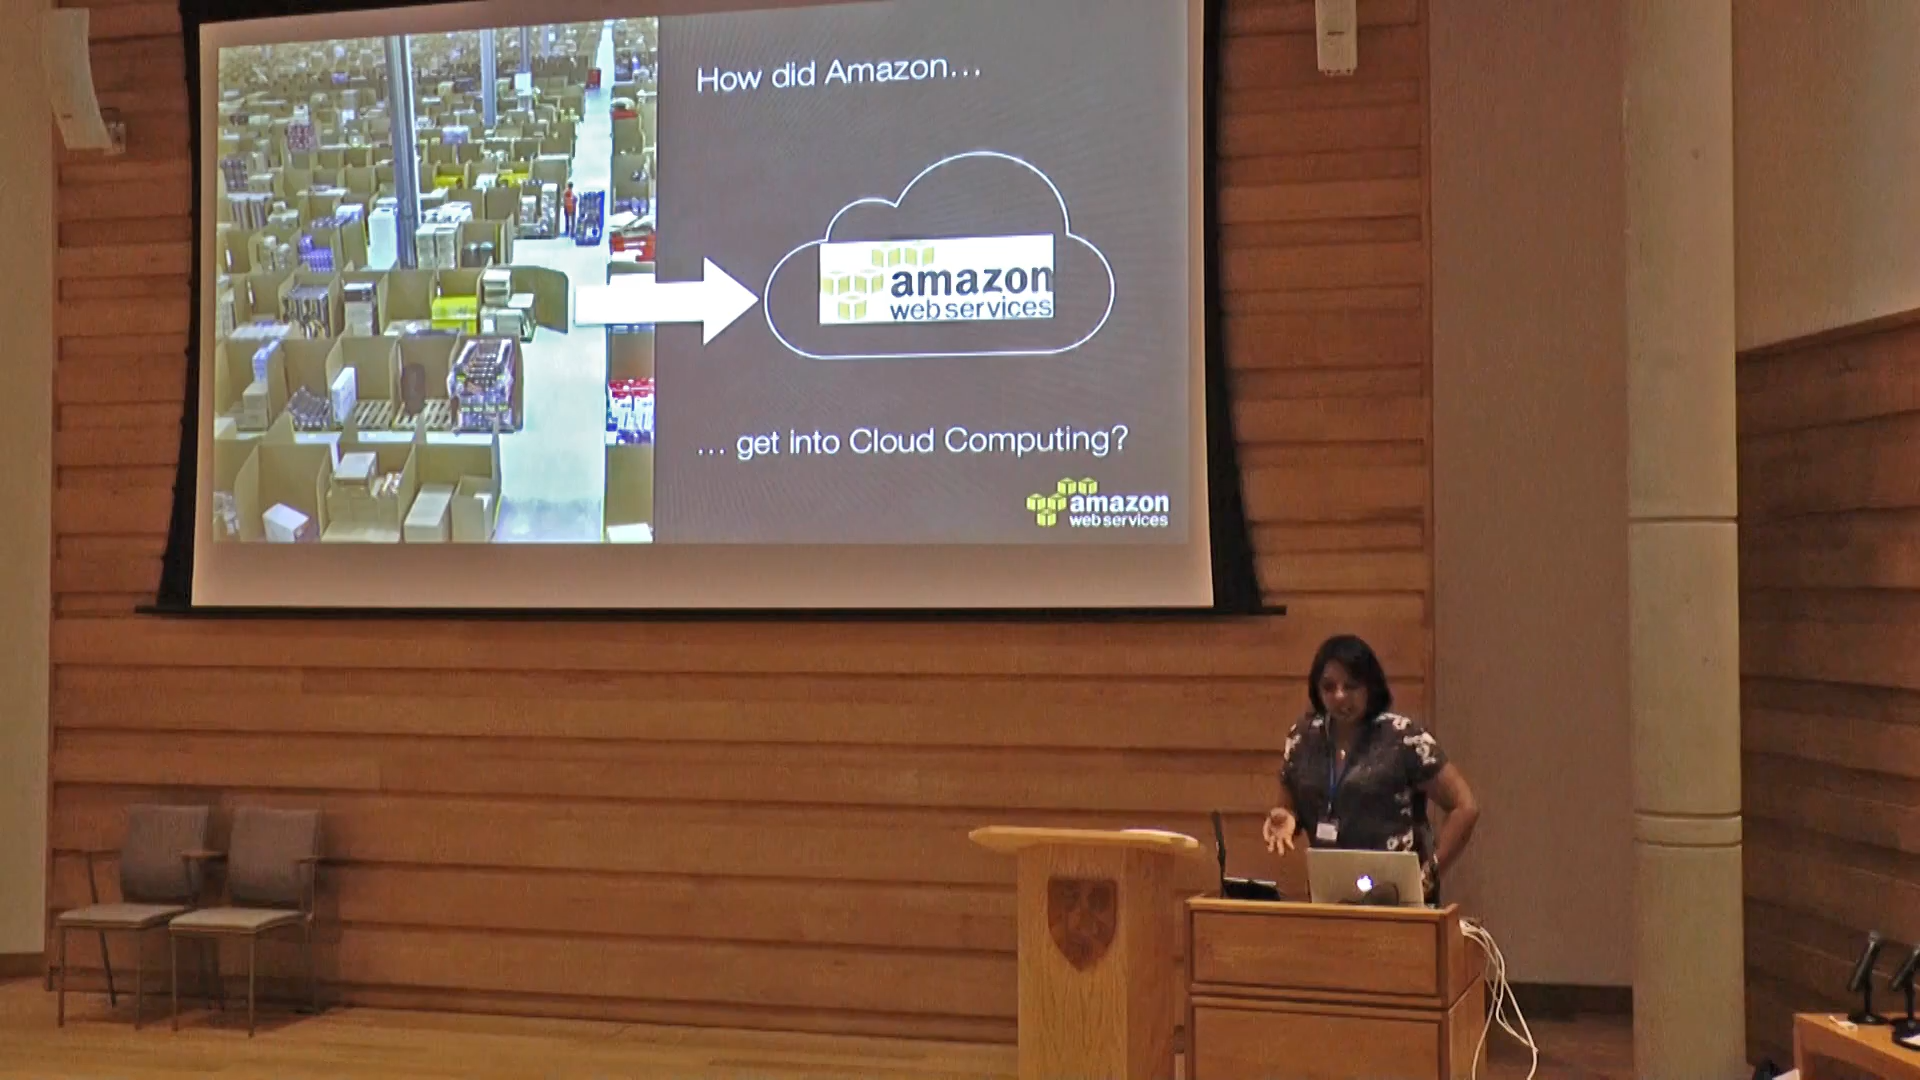 How did Amazon…
amazon
web services
… get into Cloud Computing?
amazon
web services